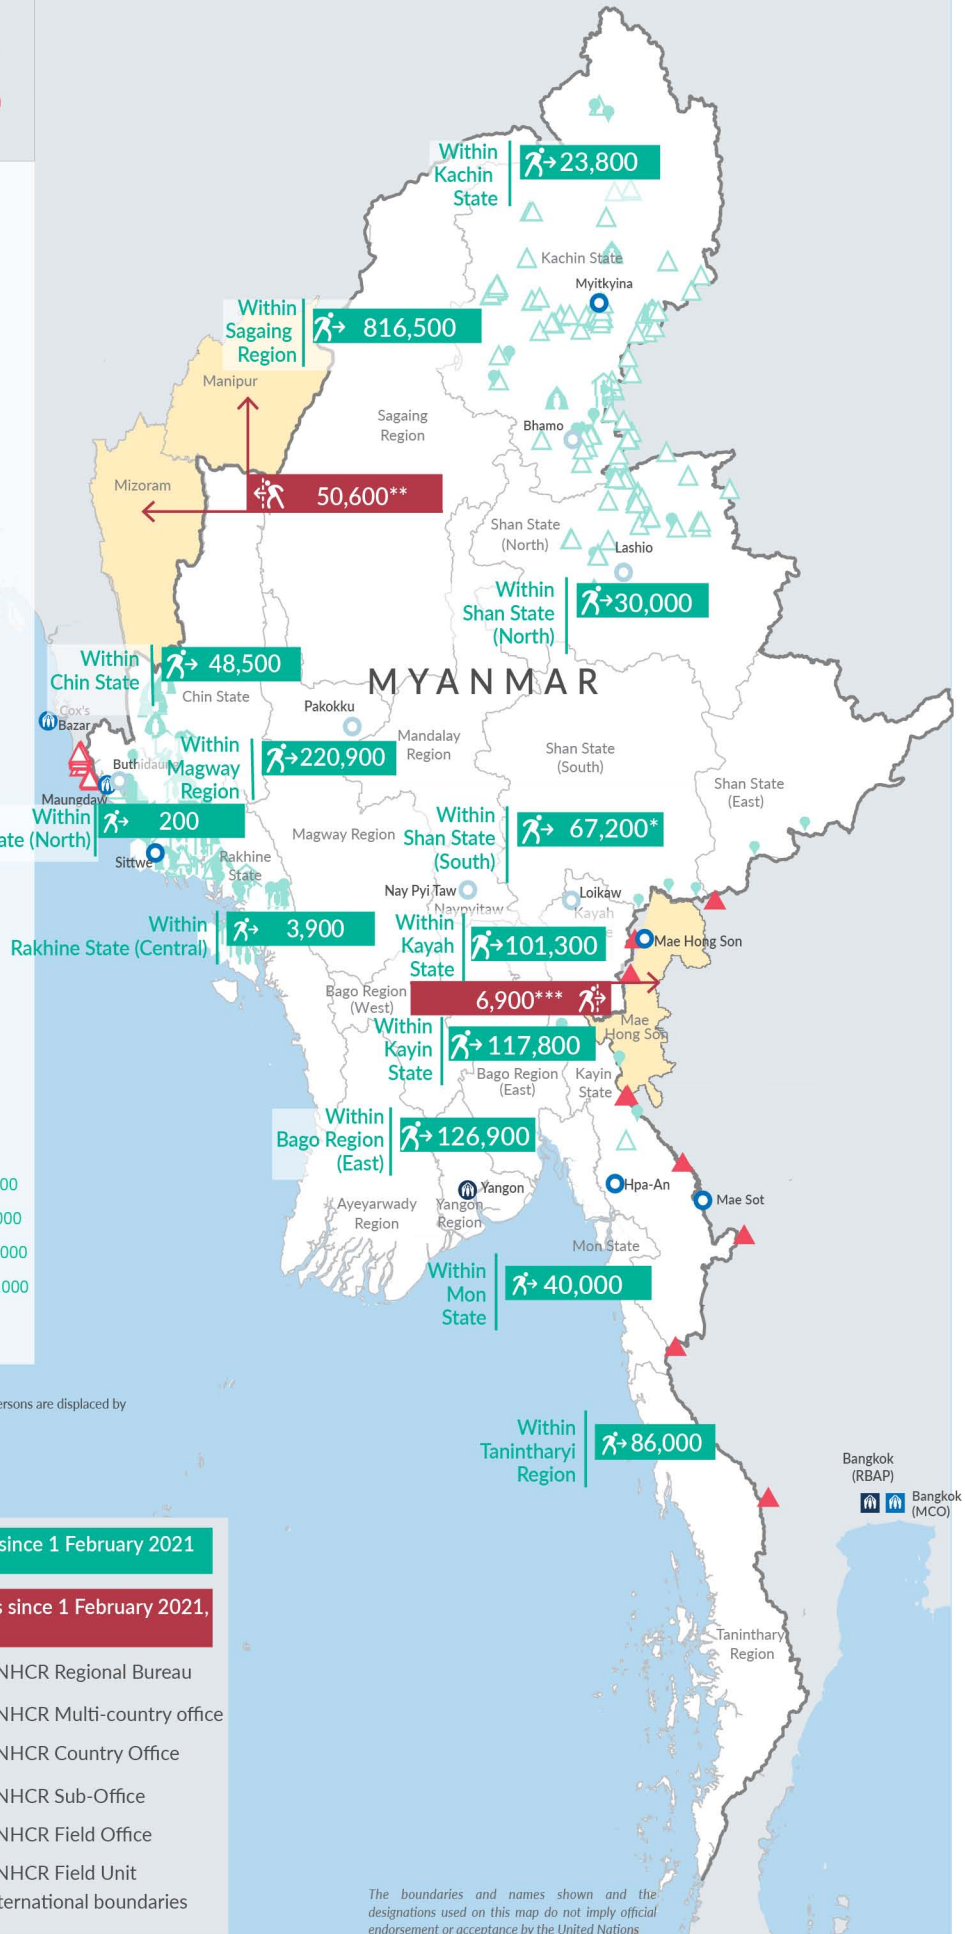 Within
Kachin
State
23,800
Kachin State
Myitkyina
Within
Sagaing
Region
816,500
Manipur
Sagaing
Region
Bhamo
Mizoram
50,600**
Shan State
(North)
Lashio
Within
Shan State
(North)
30,000
Within
Chin State
48,500
Chin State
MYANMAR
Cox's
Bazar
Pakokku
Mandalay
Region
Within
Magway
Region
220,900
Shan State
(South)
Shan State
(East)
Buthidaung
Maungdaw
Within
ate (North)
200
Magway Region
Within
Shan State
(South)
67,200*
Sittwe
Rakhine
State
Nay Pyi Taw
Naypyitaw
Loikaw
Kayah
e
Within
Rakhine State (Central)
3,900
Within
Kayah
State
101,300
Mae Hong Son
Bago Region
(West)
6,900***
Mae
Hong Son
Within
Kayin
State
117,800
Bago Region
(East)
Kayin
State
Within
Bago Region
(East)
126,900
Yangon
Hpa-An
Mae Sot
Ayeyarwady
Region
Yangon
Region
Mon State
00
000
000
000
Within
Mon
State
40,000
ersons are displaced by
Within
Tanintharyi
Region
86,000
Bangkok
(RBAP)
Bangkok
(MCO)
since 1 February 2021
s since 1 February 2021,
Taninthary
Region
NHCR Regional Bureau
NHCR Multi-country office
NHCR Country Office
NHCR Sub-Office
NHCR Field Office
NHCR Field Unit
ternational boundaries
The boundaries and names shown and the
designations used on this map do not imply official
endorsement or acceptance by the United Nations